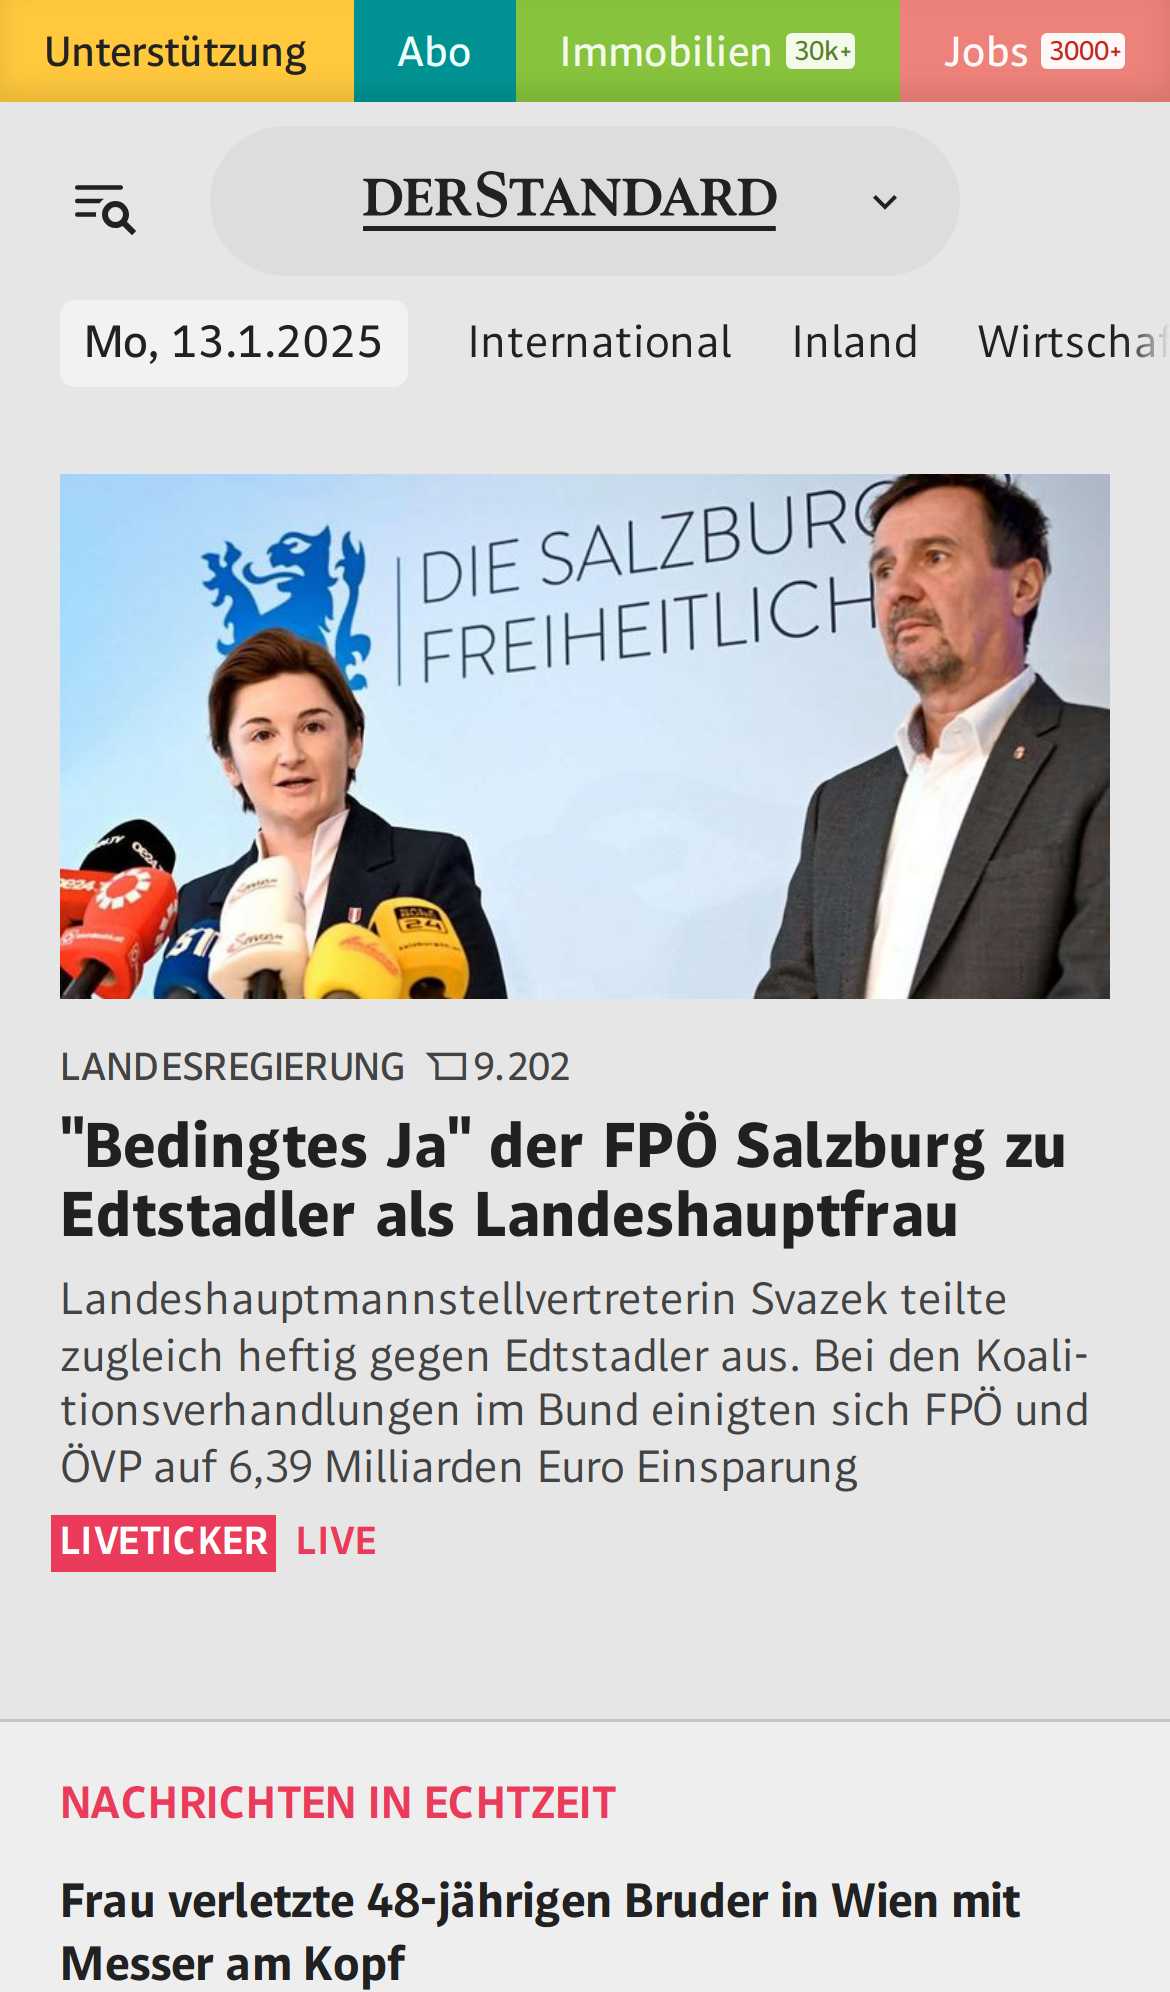 Unterstützung Abo Immobilien 30k+ Jobs 3000+
DERSTANDARD
Mo, 13.1.2025 International Inland Wirtschaf
DIE SALZBURG
FREIHEITLICH
LANDESREGIERUNG 9.202
"Bedingtes Ja" der FPÖ Salzburg zu
Edtstadler als Landeshauptfrau
Landeshauptmannstellvertreterin Svazek teilte
zugleich heftig gegen Edtstadler aus. Bei den Koali-
tionsverhandlungen im Bund einigten sich FPÖ und
ÖVP auf 6,39 Milliarden Euro Einsparung
LIVETICKER LIVE
NACHRICHTEN IN ECHTZEIT
Frau verletzte 48-jährigen Bruder in Wien mit
Messer am Kopf